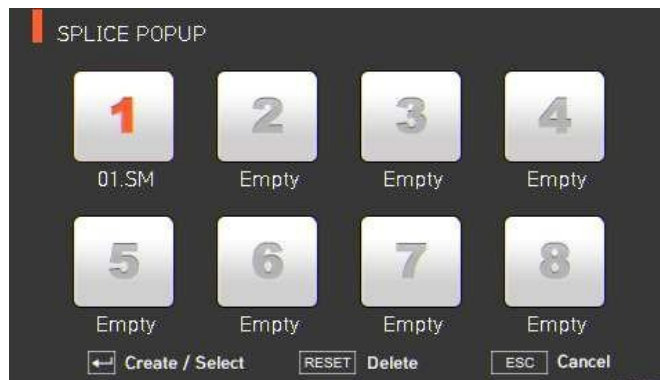 SPLICE POPUP
1 2 3 4
01.SM Empty Empty Empty
5 6 7 8
Empty Empty Empty Empty
Create / Select RESET Delete ESC Cancel